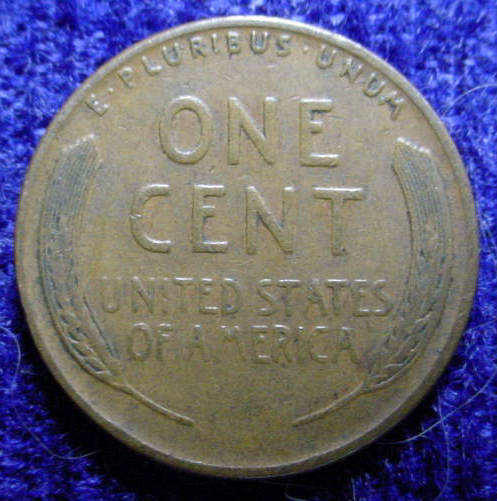 E·PLURIBUS·UNUM
ONE
CENT
UNITED STATES
OF AMERICA